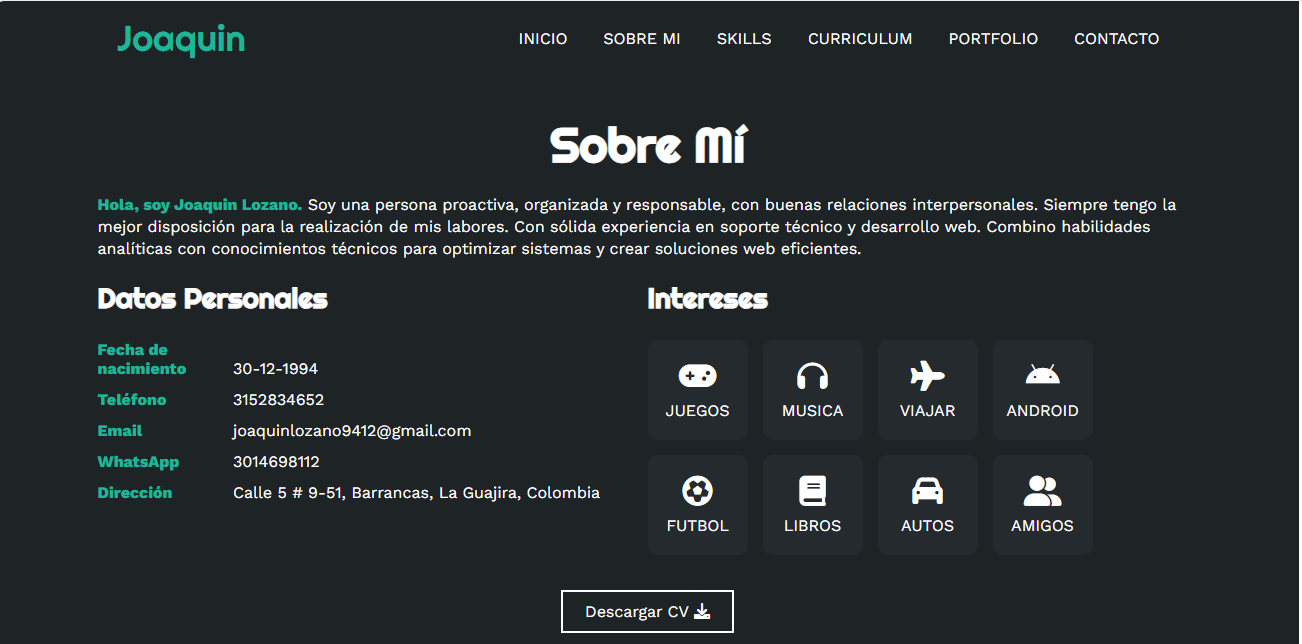 Joaquin
INICIO SOBRE MI SKILLS CURRICULUM PORTFOLIO CONTACTO
Sobre Mí
Hola, soy Joaquin Lozano. Soy una persona proactiva, organizada y responsable, con buenas relaciones interpersonales. Siempre tengo la
mejor disposición para la realización de mis labores. Con sólida experiencia en soporte técnico y desarrollo web. Combino habilidades
analíticas con conocimientos técnicos para optimizar sistemas y crear soluciones web eficientes.
Datos Personales
Fecha de
nacimiento 30-12-1994
Teléfono 3152834652
Email joaquinlozano9412@gmail.com
WhatsApp 3014698112
Dirección Calle 5 # 9-51, Barrancas, La Guajira, Colombia
Intereses
JUEGOS MUSICA VIAJAR ANDROID
FUTBOL LIBROS AUTOS AMIGOS
Descargar CV